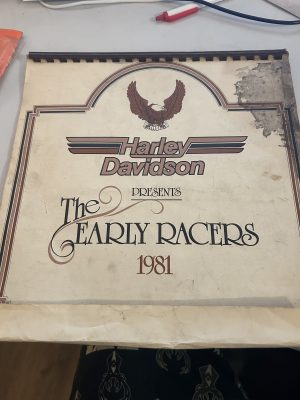 Harley
Davidson
PRESENTS
The
EARLY RACERS
1981